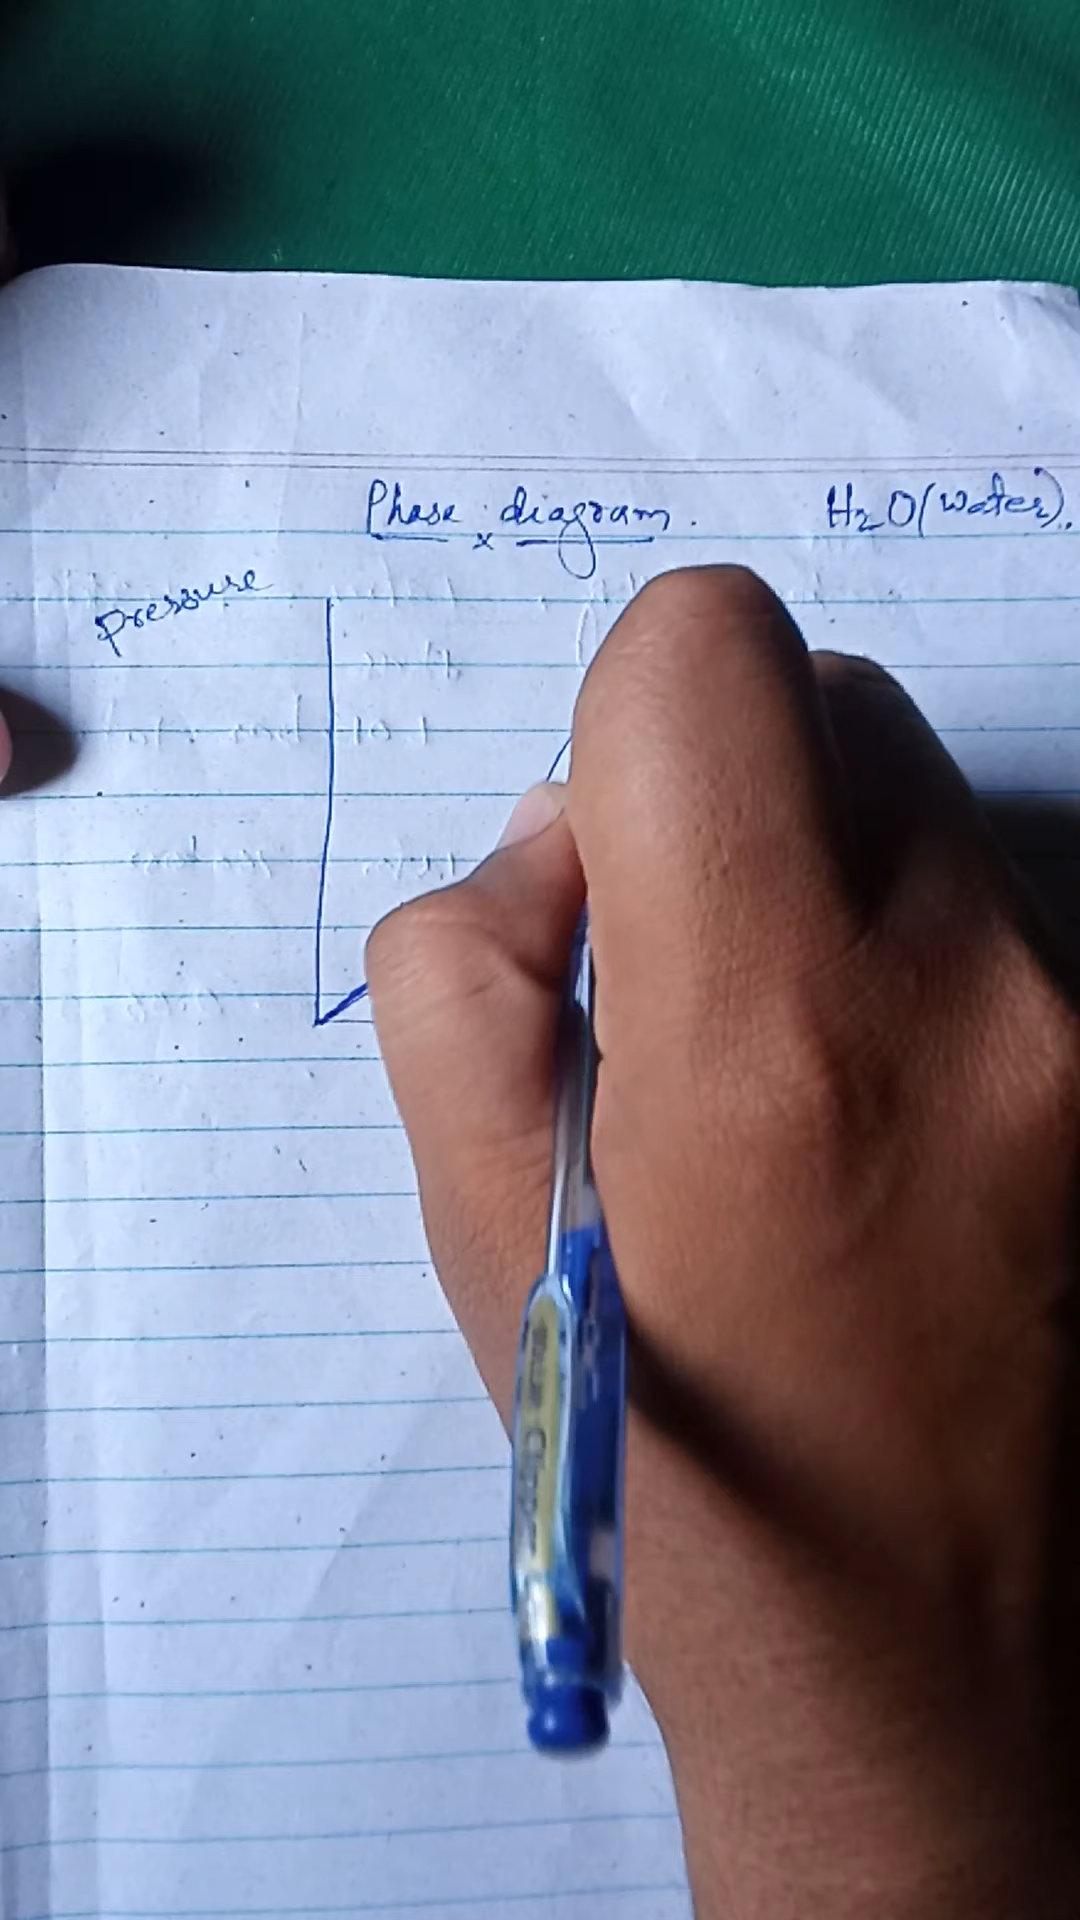 Phase diagram. H₂O (water).
pressure